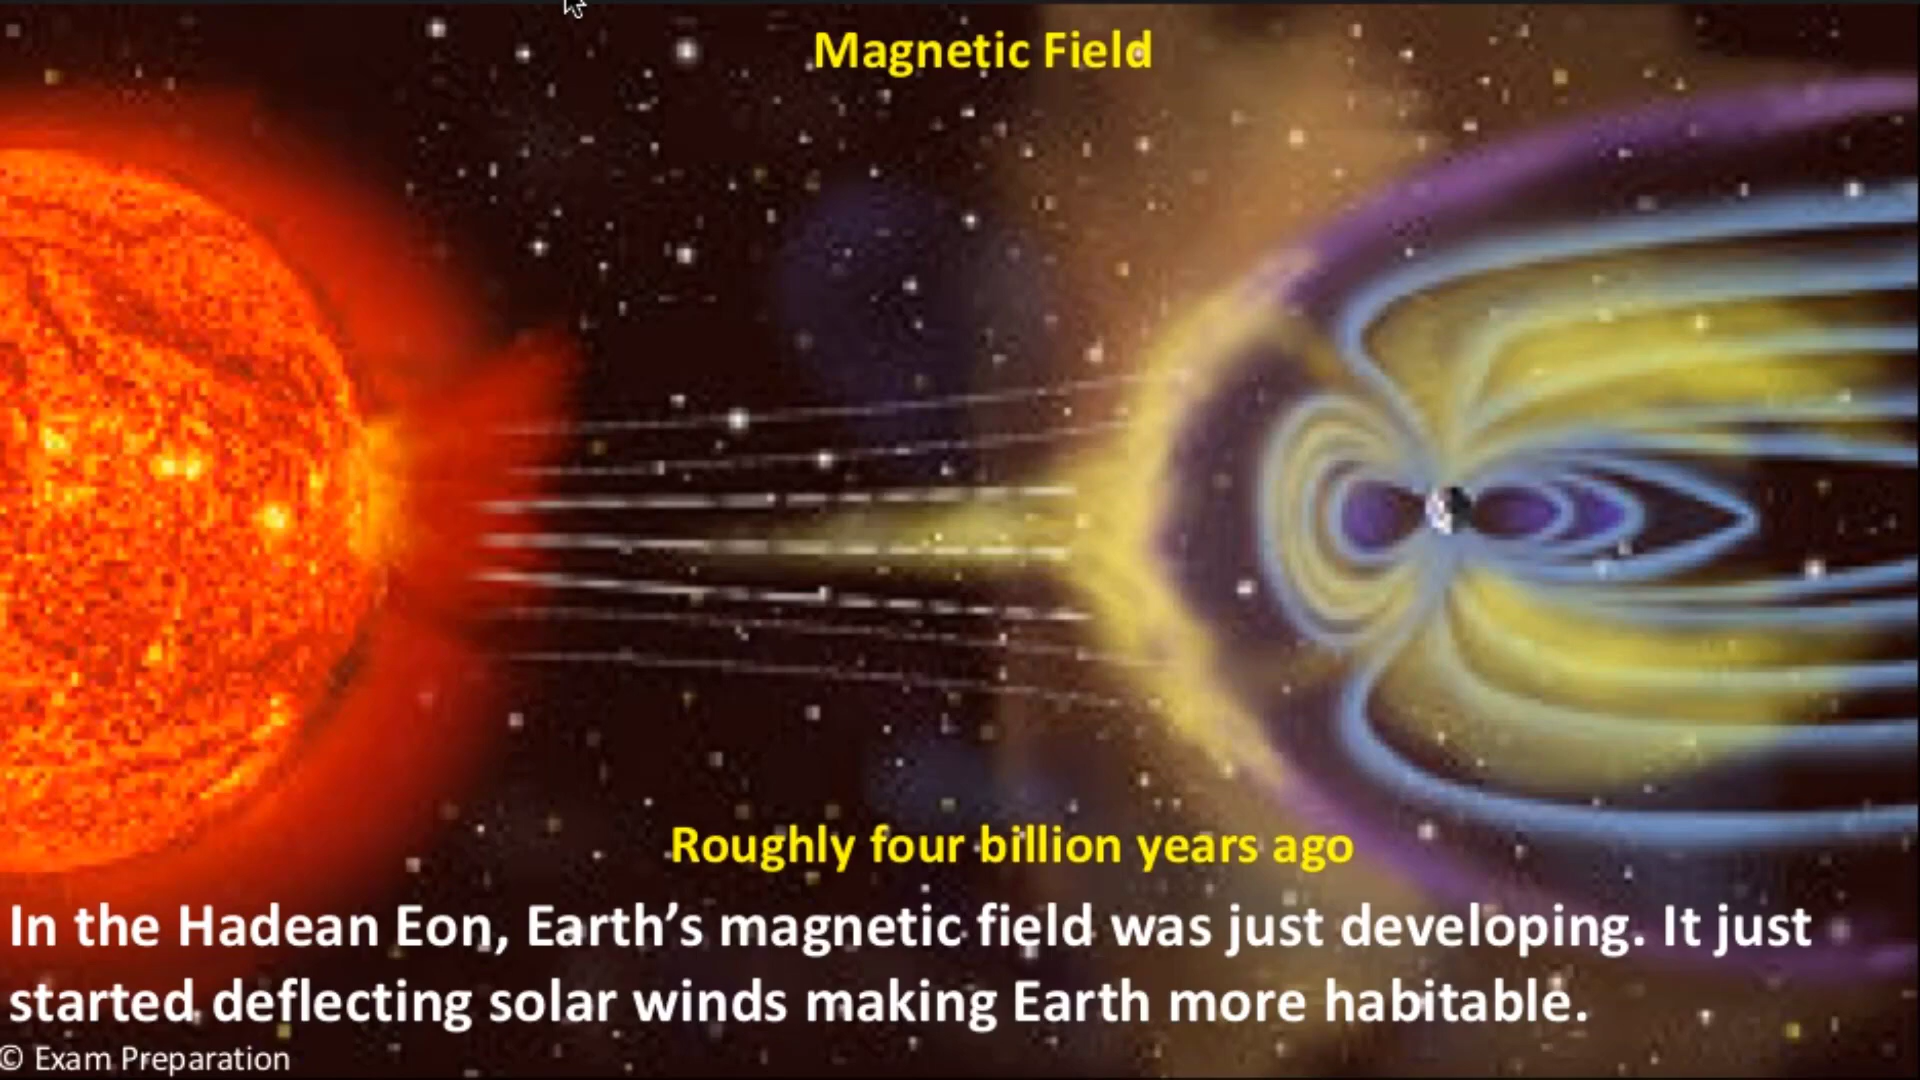 Magnetic Field
Roughly four billion years ago
In the Hadean Eon, Earth’s magnetic field was just developing. It just
started deflecting solar winds making Earth more habitable.
© Exam Preparation